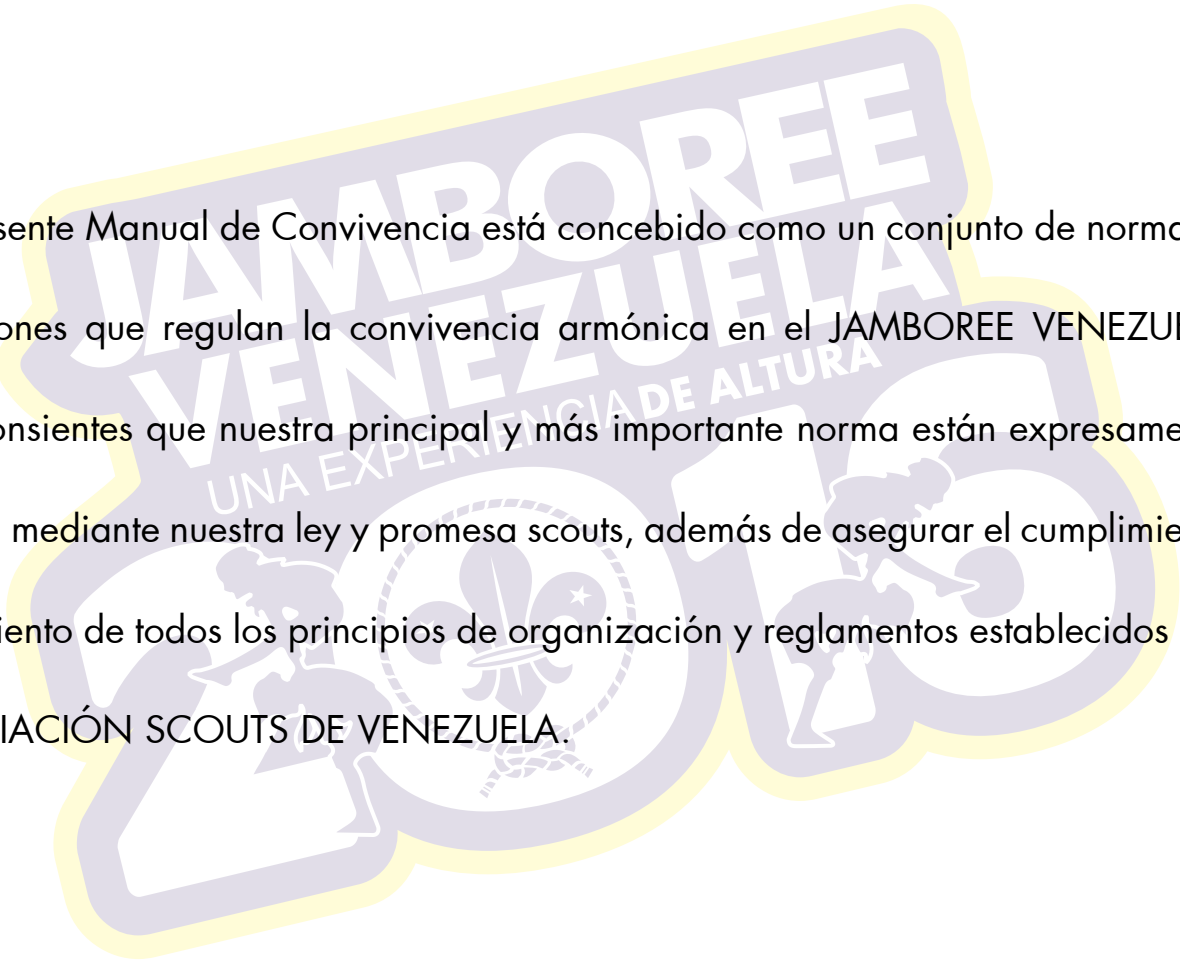 JAMBOREE
VENEZUELA
UNA EXPERIENCIA DE ALTURA
2013
sente Manual de Convivencia está concebido como un conjunto de norma
ones que regulan la convivencia armónica en el JAMBOREE VENEZUE
onsientes que nuestra principal y más importante norma están expresame
mediante nuestra ley y promesa scouts, además de asegurar el cumplimie
iento de todos los principios de organización y reglamentos establecidos
IACIÓN SCOUTS DE VENEZUELA.